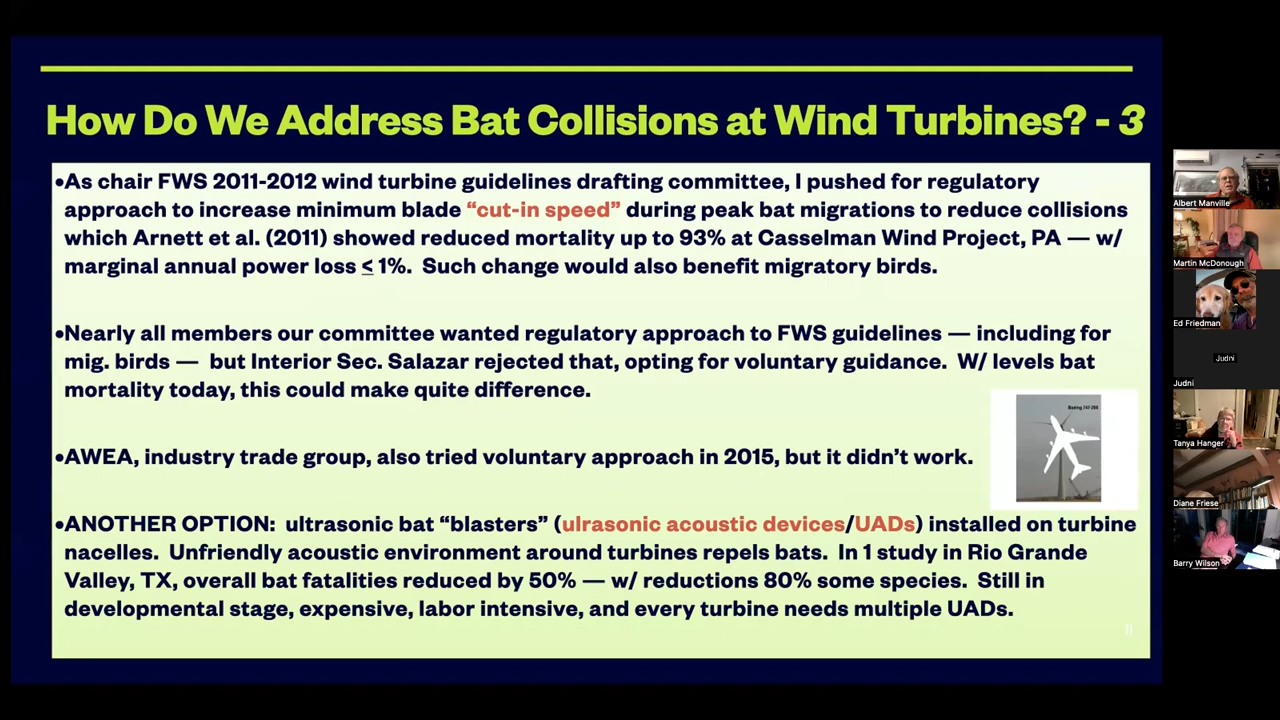 How Do We Address Bat Collisions at Wind Turbines? - 3
•As chair FWS 2011-2012 wind turbine guidelines drafting committee, I pushed for regulatory
approach to increase minimum blade “cut-in speed” during peak bat migrations to reduce collisions
which Arnett et al. (2011) showed reduced mortality up to 93% at Casselman Wind Project, PA — w/
marginal annual power loss ≤ 1%. Such change would also benefit migratory birds.
•Nearly all members our committee wanted regulatory approach to FWS guidelines — including for
mig. birds — but Interior Sec. Salazar rejected that, opting for voluntary guidance. W/ levels bat
mortality today, this could make quite difference.
Boeing 747-200
•AWEA, industry trade group, also tried voluntary approach in 2015, but it didn’t work.
•ANOTHER OPTION: ultrasonic bat “blasters” (ulrasonic acoustic devices/UADs) installed on turbine
nacelles. Unfriendly acoustic environment around turbines repels bats. In 1 study in Rio Grande
Valley, TX, overall bat fatalities reduced by 50% — w/ reductions 80% some species. Still in
developmental stage, expensive, labor intensive, and every turbine needs multiple UADs.
11
Albert Manville
Martin McDonough
Ed Friedman
Judni
Judni
Tanya Hanger
Diane Friese
Barry Wilson